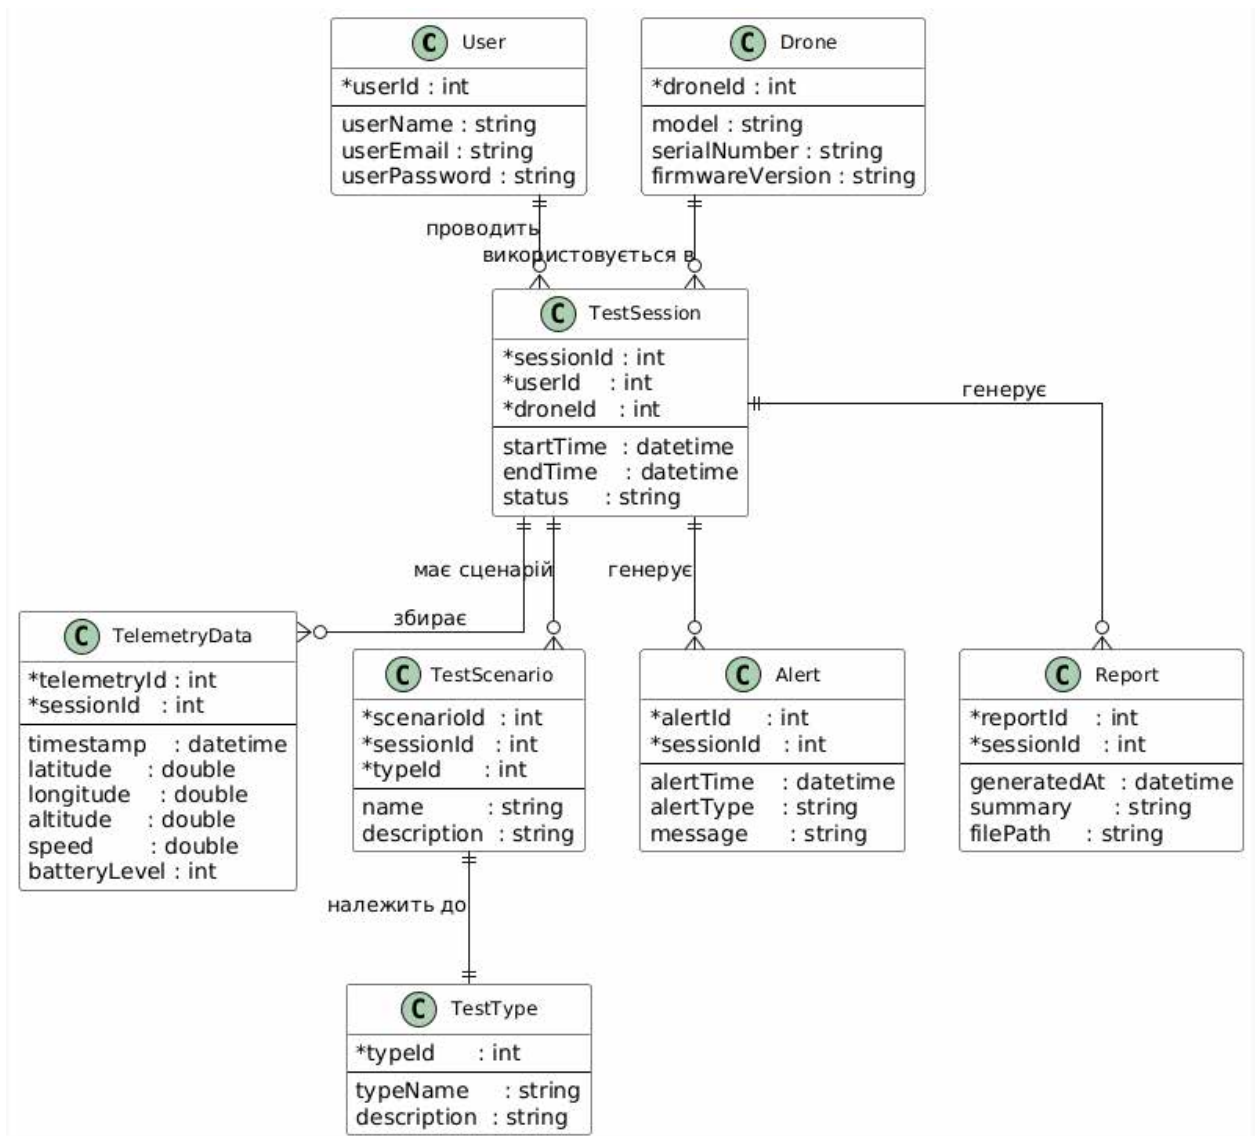 C User
*userId : int
userName : string
userEmail : string
userPassword : string
C Drone
*droneId : int
model : string
serialNumber : string
firmwareVersion : string
проводить
використовується в
C TestSession
*sessionId : int
*userId : int
*droneId : int
startTime : datetime
endTime : datetime
status : string
генерує
має сценарій
генерує
збирає
C TelemetryData
*telemetryId : int
*sessionId : int
timestamp : datetime
latitude : double
longitude : double
altitude : double
speed : double
batteryLevel : int
C TestScenario
*scenarioId : int
*sessionId : int
*typeId : int
name : string
description : string
C Alert
*alertId : int
*sessionId : int
alertTime : datetime
alertType : string
message : string
C Report
*reportId : int
*sessionId : int
generatedAt : datetime
summary : string
filePath : string
належить до
C TestType
*typeId : int
typeName : string
description : string